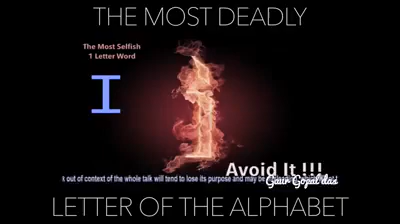 THE MOST DEADLY
The Most Selfish
1 Letter Word
I
i
Avoid It !!!
Gaur Gopal das
t out of context of the whole talk will tend to lose its purpose and may be
LETTER OF THE ALPHABET